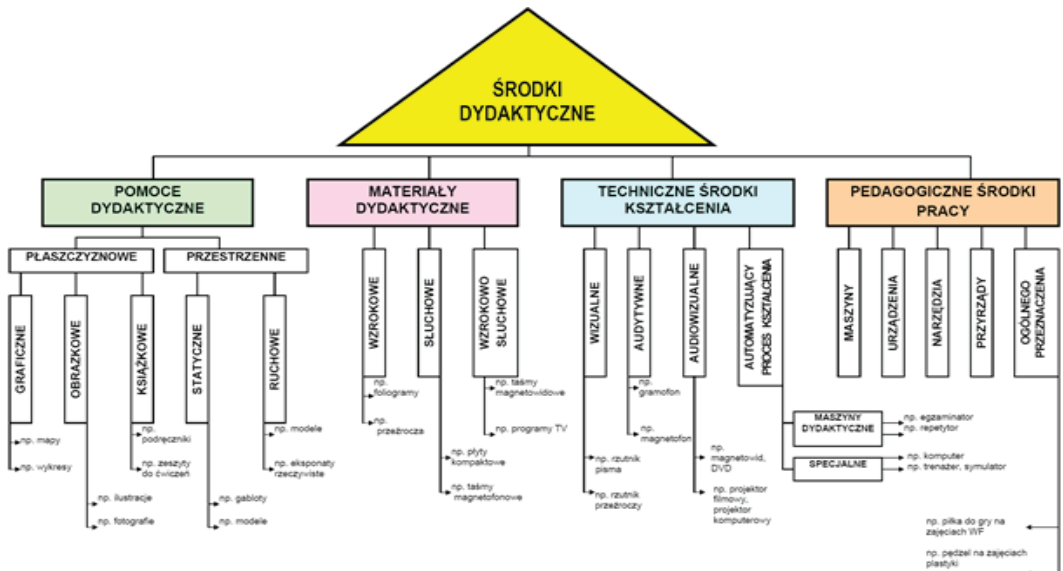 ŚRODKI
DYDAKTYCZNE
POMOCE
DYDAKTYCZNE
MATERIAŁY
DYDAKTYCZNE
TECHNICZNE ŚRODKI
KSZTAŁCENIA
PEDAGOGICZNE ŚRODKI
PRACY
PŁASZCZYZNOWE
PRZESTRZENNE
GRAFICZNE
OBRAZKOWE
KSIĄŻKOWE
STATYCZNE
RUCHOWE
WZROKOWE
SŁUCHOWE
WZROKOWO
SŁUCHOWE
WIZUALNE
AUDYTYWNE
AUDIOWIZUALNE
AUTOMATYZUJĄCY
PROCES KSZTAŁCENIA
MASZYNY
URZĄDZENIA
NARZĘDZIA
PRZYRZĄDY
OGÓLNEGO
PRZEZNACZENIA
np. mapy
np. wykresy
np. ilustracje
np. fotografie
np.
podręczniki
np. zeszyty
do ćwiczeń
np. gabloty
np. modele
np. modele
np. eksponaty
rzeczywiste
np.
foliogramy
np.
przeźrocza
np. płyty
kompaktowe
np. taśmy
magnetofonowe
np. taśmy
magnetowidowe
np. programy TV
np. rzutnik
pisma
np. rzutnik
przeźroczy
np.
gramofon
np.
magnetofon
np.
magnetowid,
DVD
np. projektor
filmowy,
projektor
komputerowy
MASZYNY
DYDAKTYCZNE
np. egzaminator
np. repetytor
SPECJALNE
np. komputer
np. trenażer, symulator
np. piłka do gry na
zajęciach WF
np. pędzel na zajęciach
plastyki